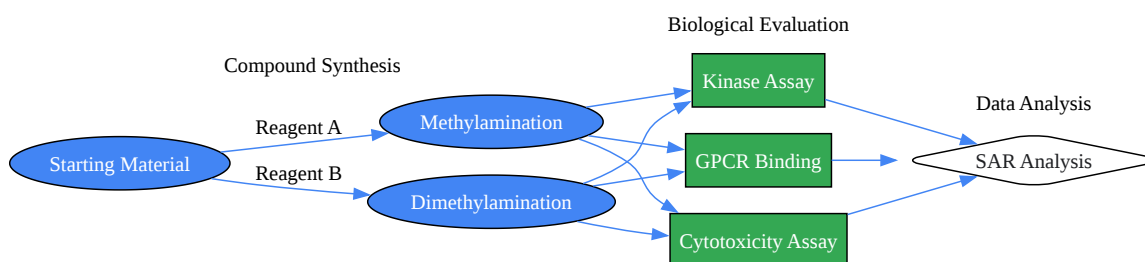 Biological Evaluation
Compound Synthesis
Kinase Assay
Data Analysis
Reagent A
Methylamination
Starting Material
GPCR Binding
SAR Analysis
Reagent B
Dimethylamination
Cytotoxicity Assay